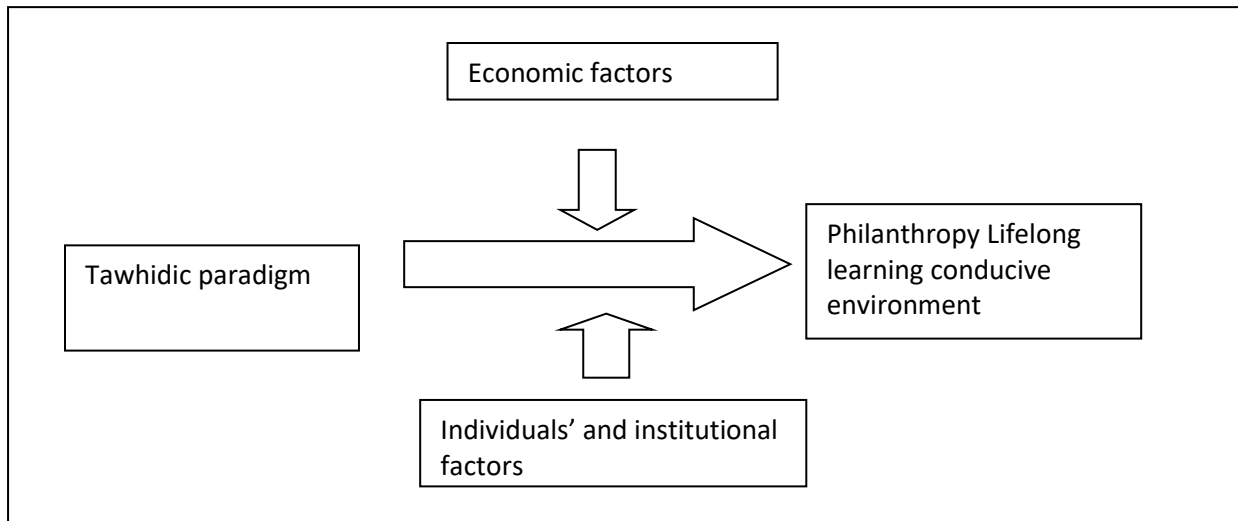 Economic factors
Tawhidic paradigm
Philanthropy Lifelong
learning conducive
environment
Individuals’ and institutional
factors